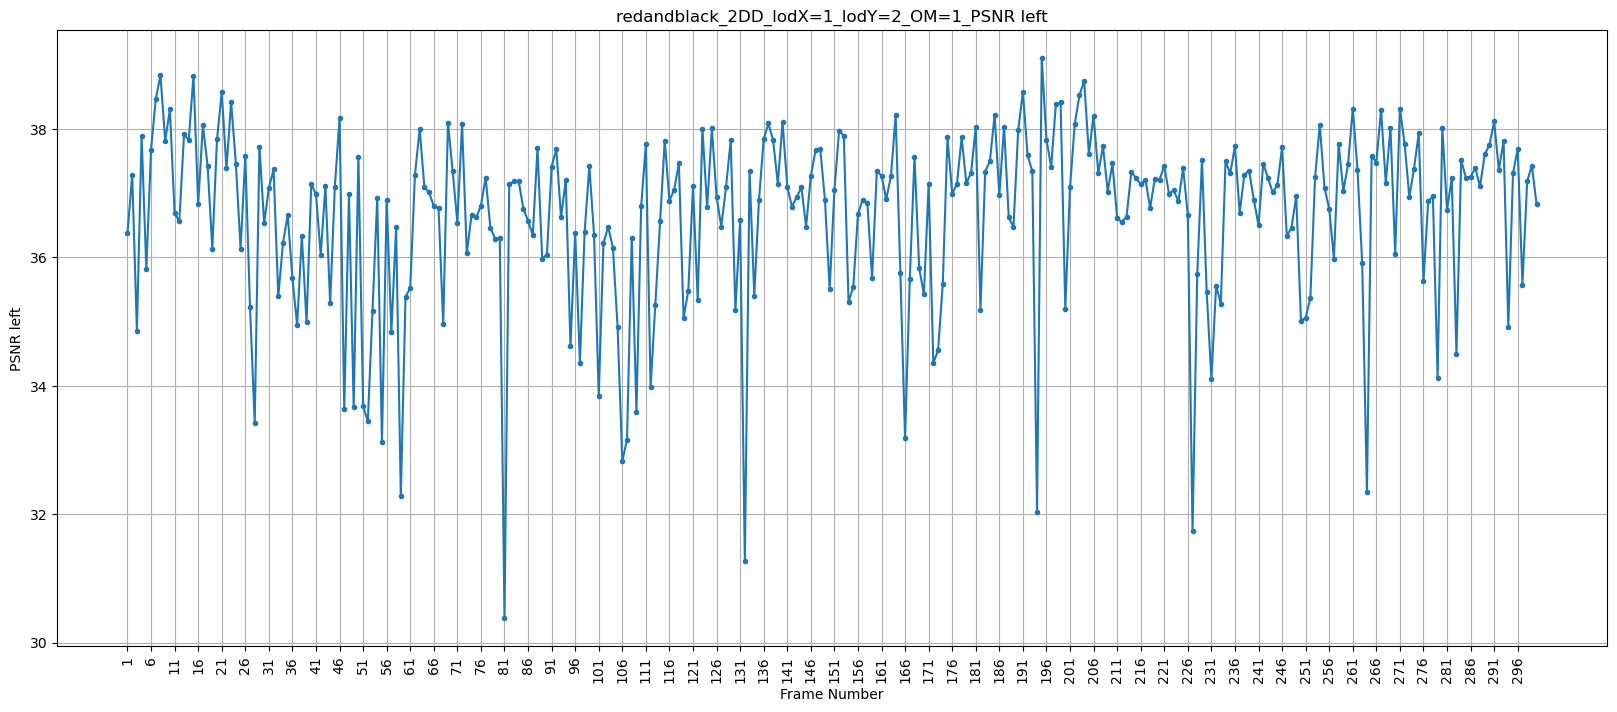 redandblack_2DD_lodX=1_lodY=2_OM=1_PSNR left
PSNR left
38
36
34
32
30
1 6 11 16 21 26 31 36 41 46 51 56 61 66 71 76 81 86 91 96 101 106 111 116 121 126 131 136 141 146 151 156 161 166 171 176 181 186 191 196 201 206 211 216 221 226 231 236 241 246 251 256 261 266 271 276 281 286 291 296
Frame Number